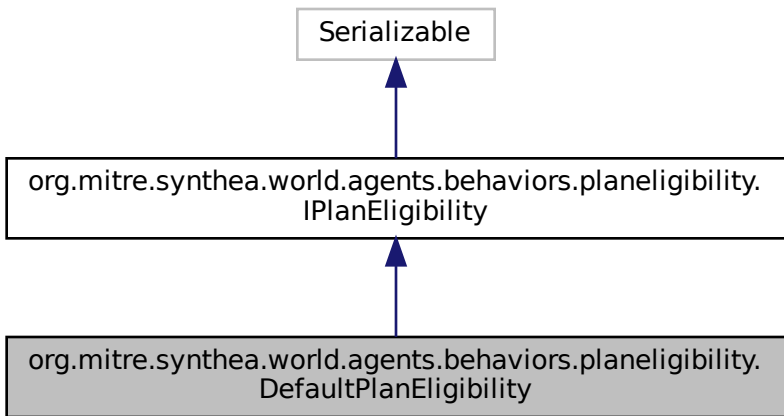 Serializable
org.mitre.synthea.world.agents.behaviors.planeligibility.
IPlanEligibility
org.mitre.synthea.world.agents.behaviors.planeligibility.
DefaultPlanEligibility